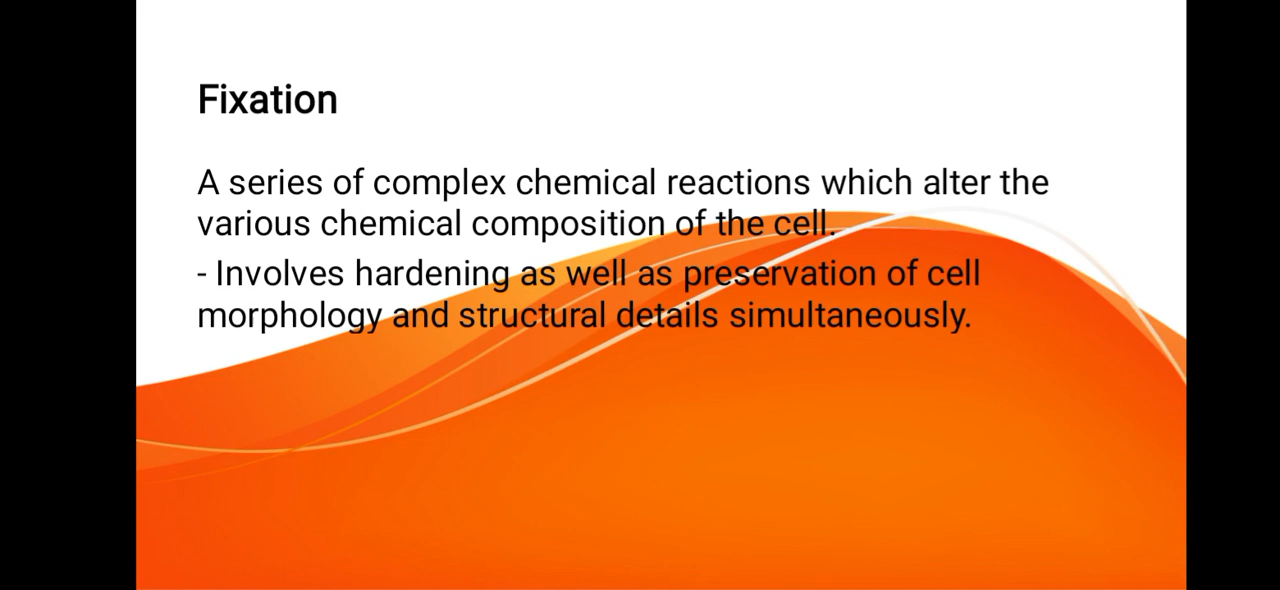 Fixation
A series of complex chemical reactions which alter the
various chemical composition of the cell.
- Involves hardening as well as preservation of cell
morphology and structural details simultaneously.